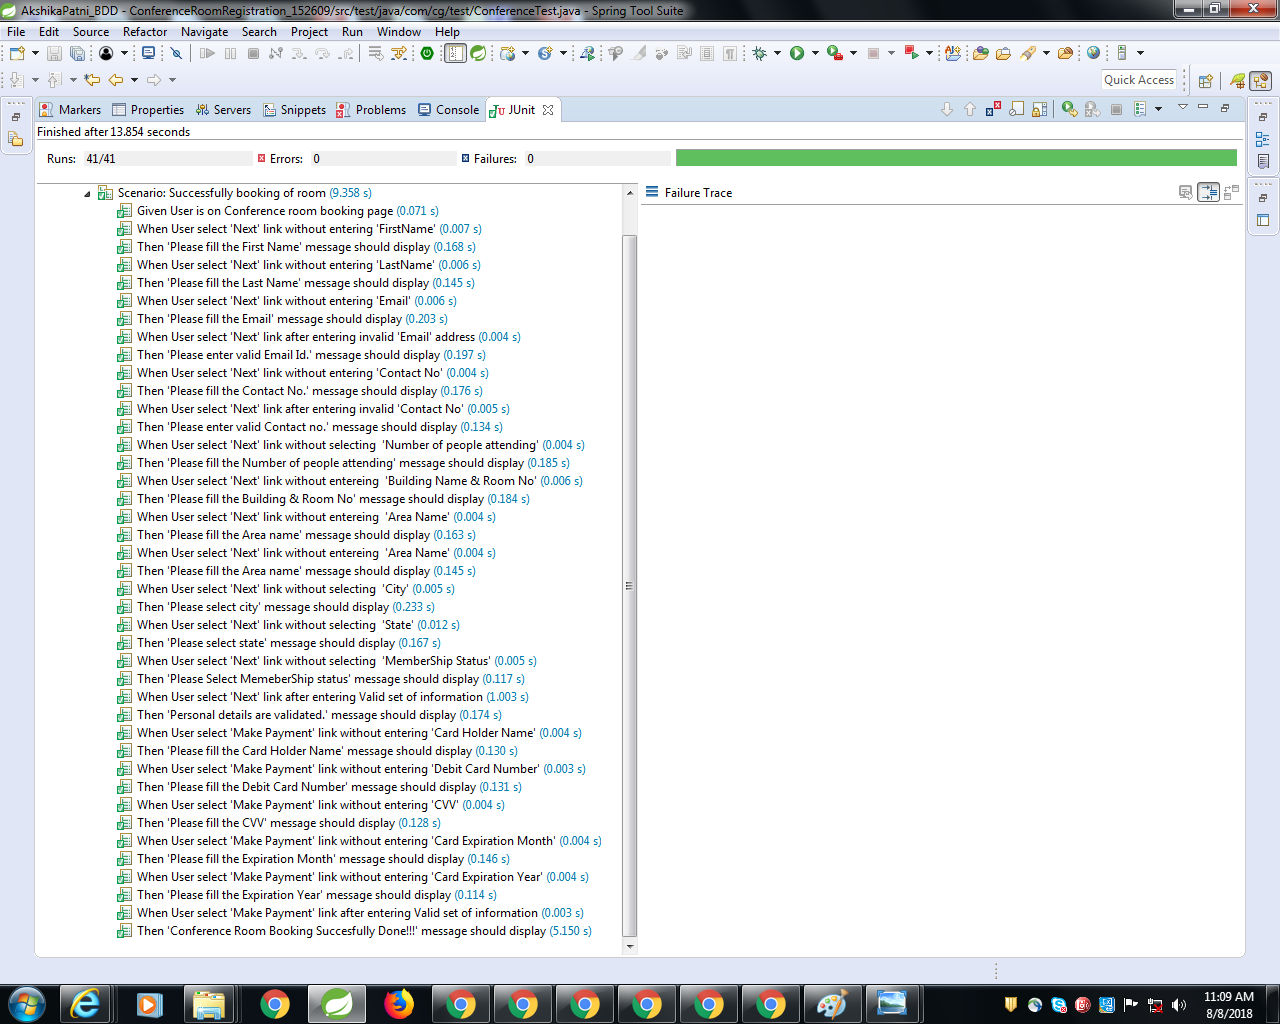 AkshikaPatni_BDD - ConferenceRoomRegistration_152609/src/test/java/com/cg/test/ConferenceTest.java - Spring Tool Suite
File Edit Source Refactor Navigate Search Project Run Window Help
Quick Access
Markers Properties Servers Snippets Problems Console JUnit
Finished after 13.854 seconds
Runs: 41/41 Errors: 0 Failures: 0
Failure Trace
Scenario: Successfully booking of room (9.358 s)
Given User is on Conference room booking page (0.071 s)
When User select 'Next' link without entering 'FirstName' (0.007 s)
Then 'Please fill the First Name' message should display (0.168 s)
When User select 'Next' link without entering 'LastName' (0.006 s)
Then 'Please fill the Last Name' message should display (0.145 s)
When User select 'Next' link without entering 'Email' (0.006 s)
Then 'Please fill the Email' message should display (0.203 s)
When User select 'Next' link after entering invalid 'Email' address (0.004 s)
Then 'Please enter valid Email Id.' message should display (0.197 s)
When User select 'Next' link without entering 'Contact No' (0.004 s)
Then 'Please fill the Contact No.' message should display (0.176 s)
When User select 'Next' link after entering invalid 'Contact No' (0.005 s)
Then 'Please enter valid Contact no.' message should display (0.134 s)
When User select 'Next' link without selecting  'Number of people attending' (0.004 s)
Then 'Please fill the Number of people attending' message should display (0.185 s)
When User select 'Next' link without entereing  'Building Name & Room No' (0.006 s)
Then 'Please fill the Building & Room No' message should display (0.184 s)
When User select 'Next' link without entereing  'Area Name' (0.004 s)
Then 'Please fill the Area name' message should display (0.163 s)
When User select 'Next' link without entereing  'Area Name' (0.004 s)
Then 'Please fill the Area name' message should display (0.145 s)
When User select 'Next' link without selecting  'City' (0.005 s)
Then 'Please select city' message should display (0.233 s)
When User select 'Next' link without selecting  'State' (0.012 s)
Then 'Please select state' message should display (0.167 s)
When User select 'Next' link without selecting  'MemberShip Status' (0.005 s)
Then 'Please Select MemeberShip status' message should display (0.117 s)
When User select 'Next' link after entering Valid set of information (1.003 s)
Then 'Personal details are validated.' message should display (0.174 s)
When User select 'Make Payment' link without entering 'Card Holder Name' (0.004 s)
Then 'Please fill the Card Holder Name' message should display (0.130 s)
When User select 'Make Payment' link without entering 'Debit Card Number' (0.003 s)
Then 'Please fill the Debit Card Number' message should display (0.131 s)
When User select 'Make Payment' link without entering 'CVV' (0.004 s)
Then 'Please fill the CVV' message should display (0.128 s)
When User select 'Make Payment' link without entering 'Card Expiration Month' (0.004 s)
Then 'Please fill the Expiration Month' message should display (0.146 s)
When User select 'Make Payment' link without entering 'Card Expiration Year' (0.004 s)
Then 'Please fill the Expiration Year' message should display (0.114 s)
When User select 'Make Payment' link after entering Valid set of information (0.003 s)
Then 'Conference Room Booking Succesfully Done!!!' message should display (5.150 s)
11:09 AM
8/8/2018